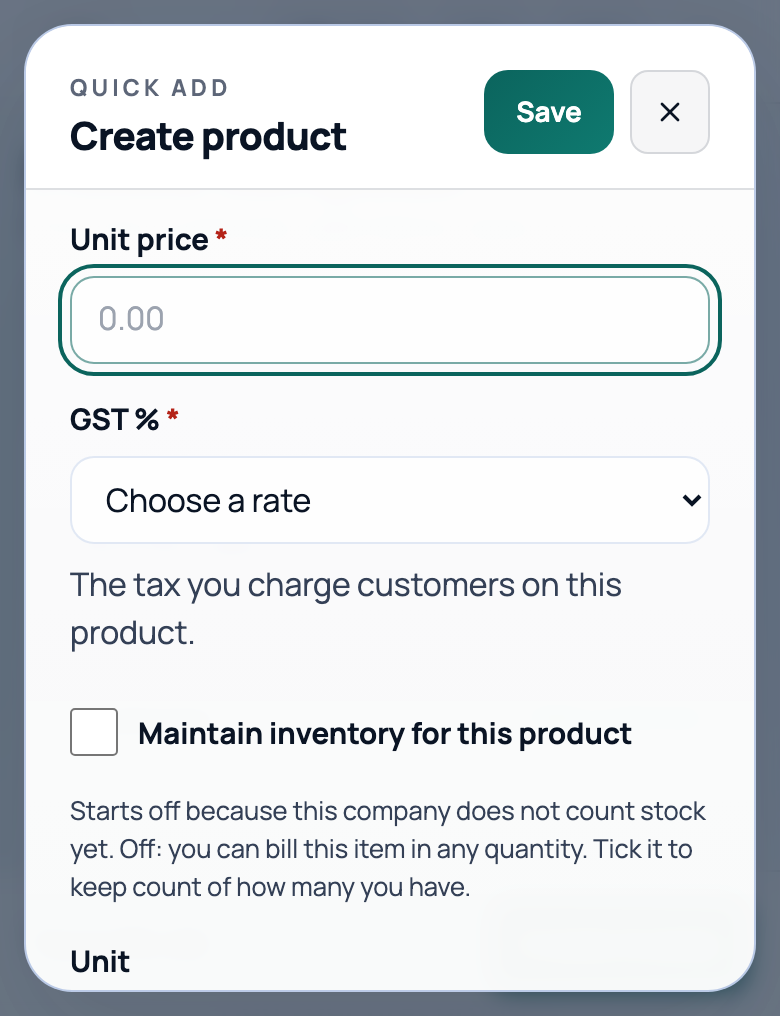 QUICK ADD
Create product
Save
Unit price *
0.00
GST % *
Choose a rate
The tax you charge customers on this
product.
Maintain inventory for this product
Starts off because this company does not count stock
yet. Off: you can bill this item in any quantity. Tick it to
keep count of how many you have.
Unit